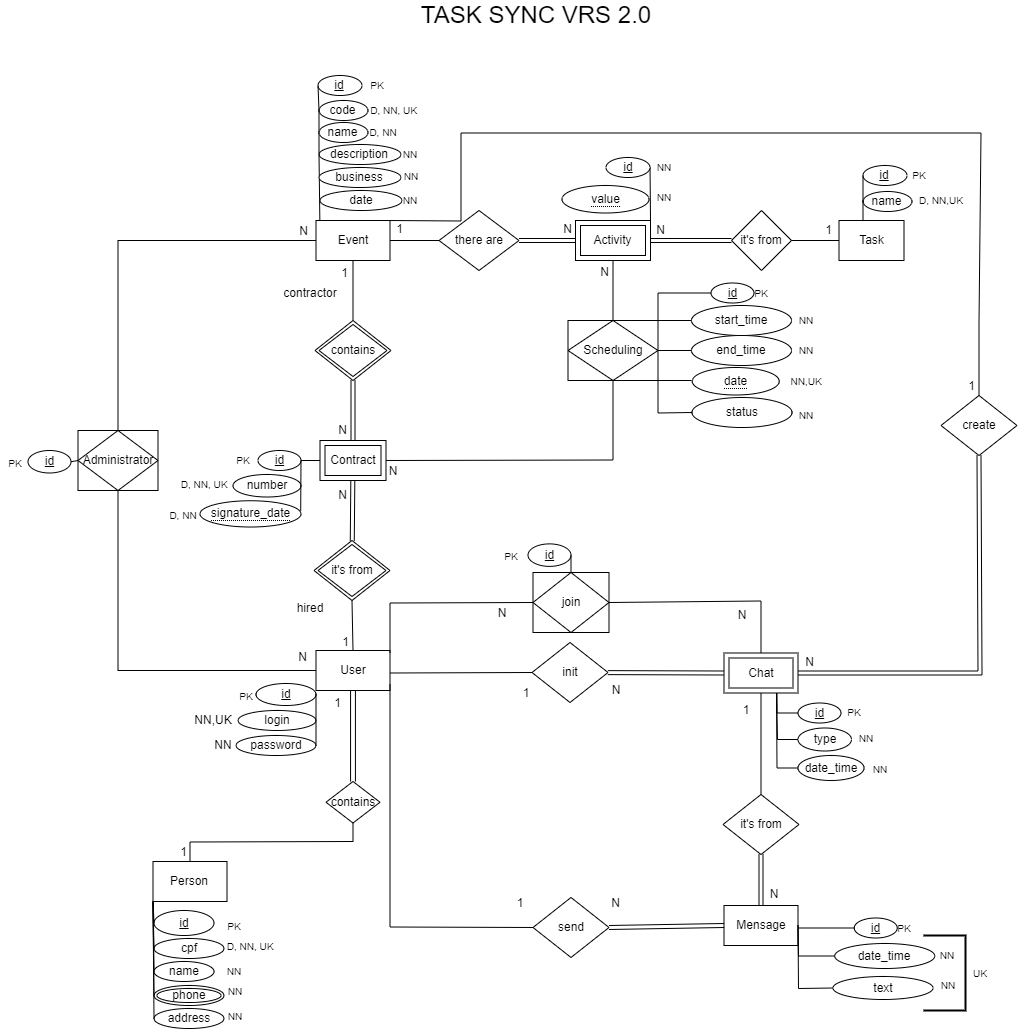 TASK SYNC VRS 2.0
id PK
code D, NN, UK
name D, NN
description NN
business NN
date NN
id NN
value NN
id PK
name D, NN,UK
N Event 1 there are N Activity N it's from 1 Task
1
N
contractor
id PK
start_time NN
contains
Scheduling
end_time NN
date NN,UK
1
status NN
create
N
PK id Administrator
PK id Contract N
D, NN, UK number
N
D, NN signature_date
PK id
it's from
hired
join
N
N
1
N User init Chat N
1
N
PK id
1
1
id PK
NN,UK login
type NN
NN password
date_time NN
contains
it's from
1
Person
N
1
N
id PK
send
Message
id PK
cpf D, NN, UK
date_time NN
name NN
UK
phone NN
text NN
address NN